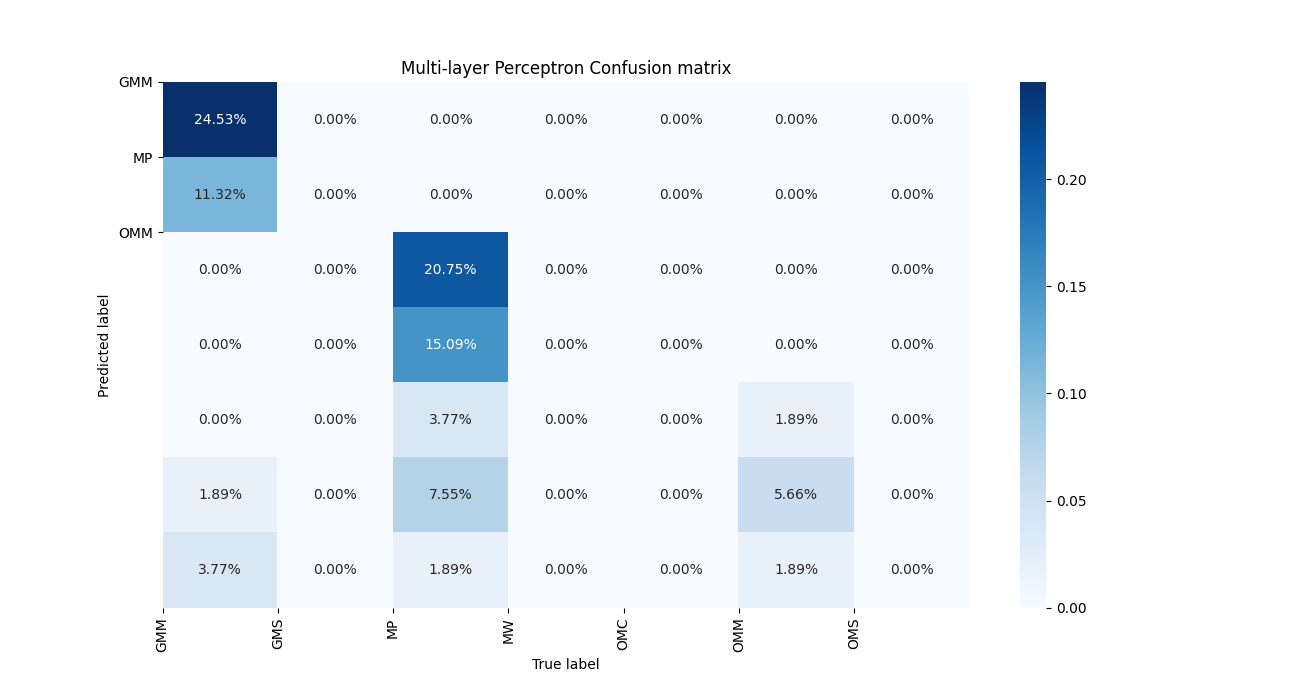 Multi-layer Perceptron Confusion matrix
GMM
24.53% 0.00% 0.00% 0.00% 0.00% 0.00% 0.00%
MP
11.32% 0.00% 0.00% 0.00% 0.00% 0.00% 0.00%
OMM
0.00% 0.00% 20.75% 0.00% 0.00% 0.00% 0.00%
0.00% 0.00% 15.09% 0.00% 0.00% 0.00% 0.00%
0.00% 0.00% 3.77% 0.00% 0.00% 1.89% 0.00%
1.89% 0.00% 7.55% 0.00% 0.00% 5.66% 0.00%
3.77% 0.00% 1.89% 0.00% 0.00% 1.89% 0.00%
Predicted label
GMM GMS MP MW OMC OMM OMS
True label
0.20
0.15
0.10
0.05
0.00